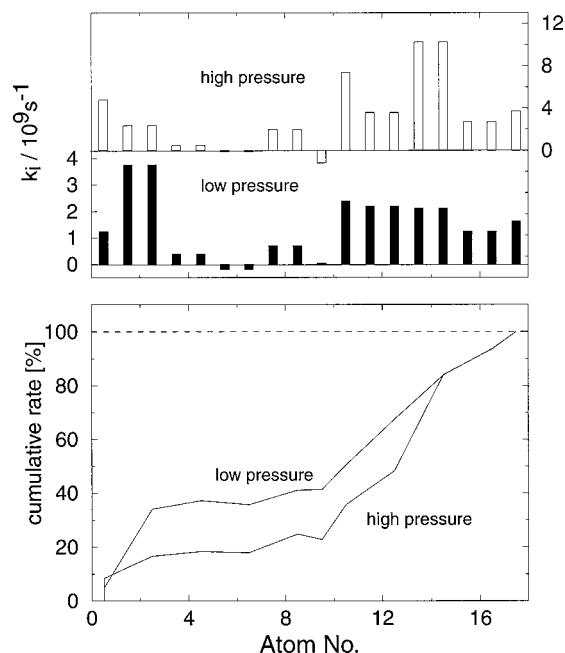 12
high pressure
8
4
k_i / 10^9 s^-1
4
0
3
low pressure
2
1
0
100
80
cumulative rate [%]
60
low pressure
40
high pressure
20
0
0 4 8 12 16
Atom No.